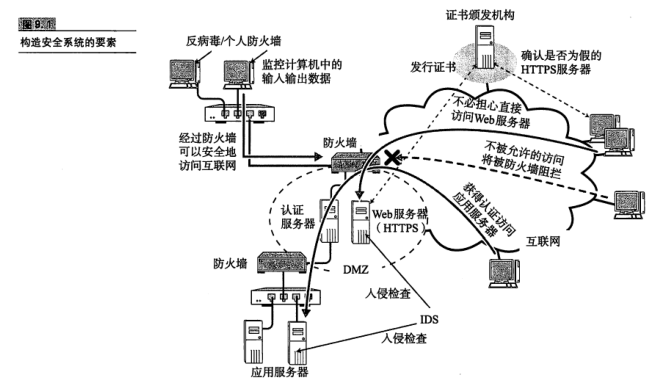 图 9.1
构造安全系统的要素
反病毒/个人防火墙
监控计算机中的
输入输出数据
证书颁发机构
发行证书
确认是否为假的
HTTPS服务器
不必担心直接
访问Web服务器
经过防火墙
可以安全地
访问互联网
防火墙
不被允许的访问
将被防火墙阻拦
获得认证访问
应用服务器
认证
服务器
Web服务器
（HTTPS）
互联网
防火墙
DMZ
入侵检查
IDS
入侵检查
应用服务器